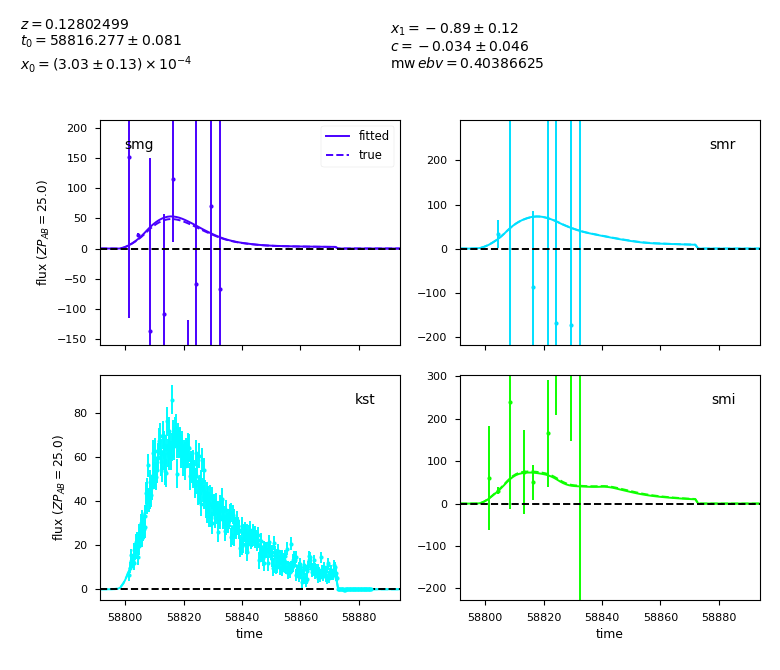 z = 0.12802499
t0 = 58816.277 ± 0.081
x0 = (3.03 ± 0.13) × 10^−4
x1 = −0.89 ± 0.12
c = −0.034 ± 0.046
mw ebv = 0.40386625
smg
fitted
true
200
150
100
50
0
−50
−100
−150
flux (ZP_AB = 25.0)
smr
200
100
0
−100
−200
kst
80
60
40
20
0
flux (ZP_AB = 25.0)
58800 58820 58840 58860 58880
time
smi
300
200
100
0
−100
−200
58800 58820 58840 58860 58880
time